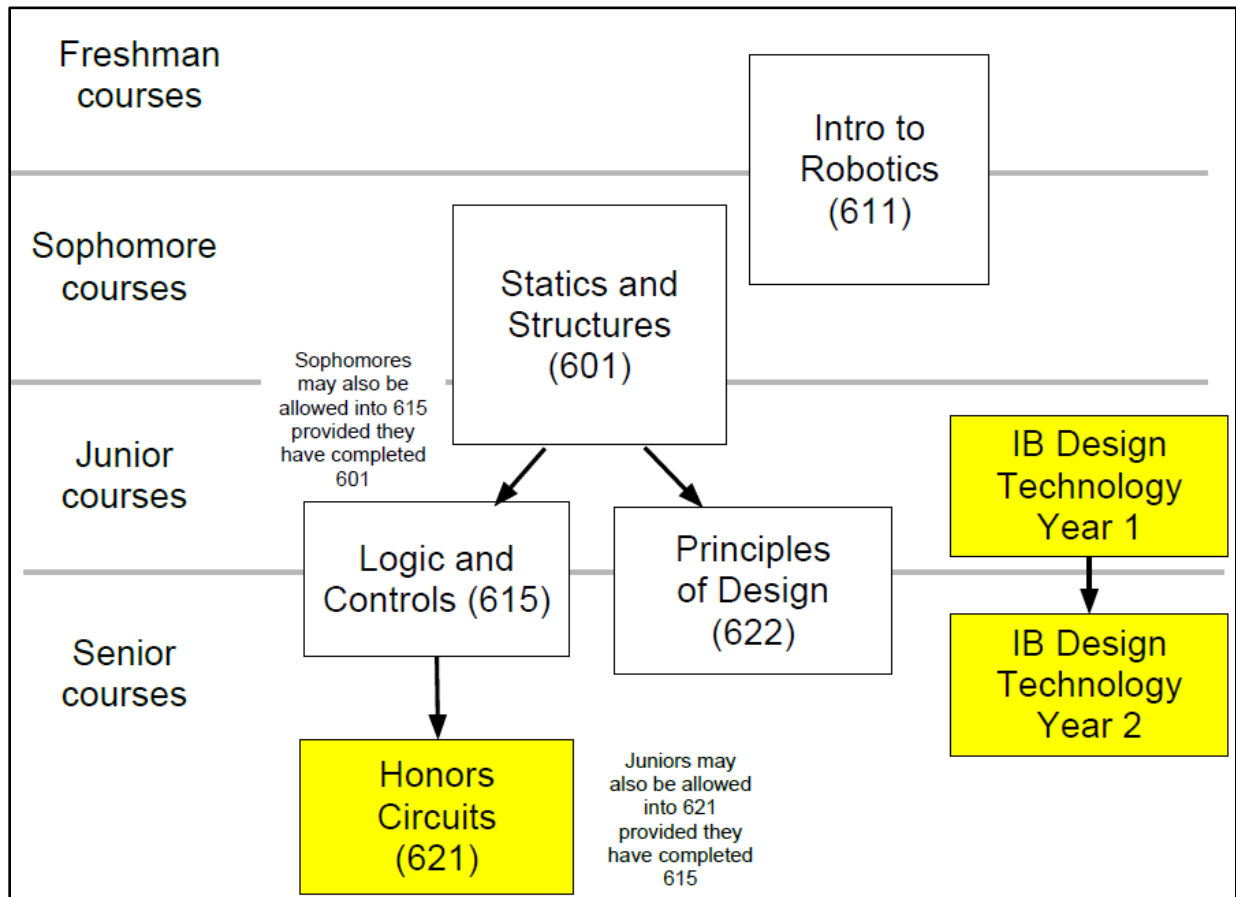 Freshman
courses
Intro to
Robotics
(611)
Sophomore
courses
Statics and
Structures
(601)
Sophomores
may also be
allowed into 615
provided they
have completed
601
Junior
courses
IB Design
Technology
Year 1
Logic and
Controls (615)
Principles
of Design
(622)
Senior
courses
IB Design
Technology
Year 2
Honors
Circuits
(621)
Juniors may
also be allowed
into 621
provided they
have completed
615